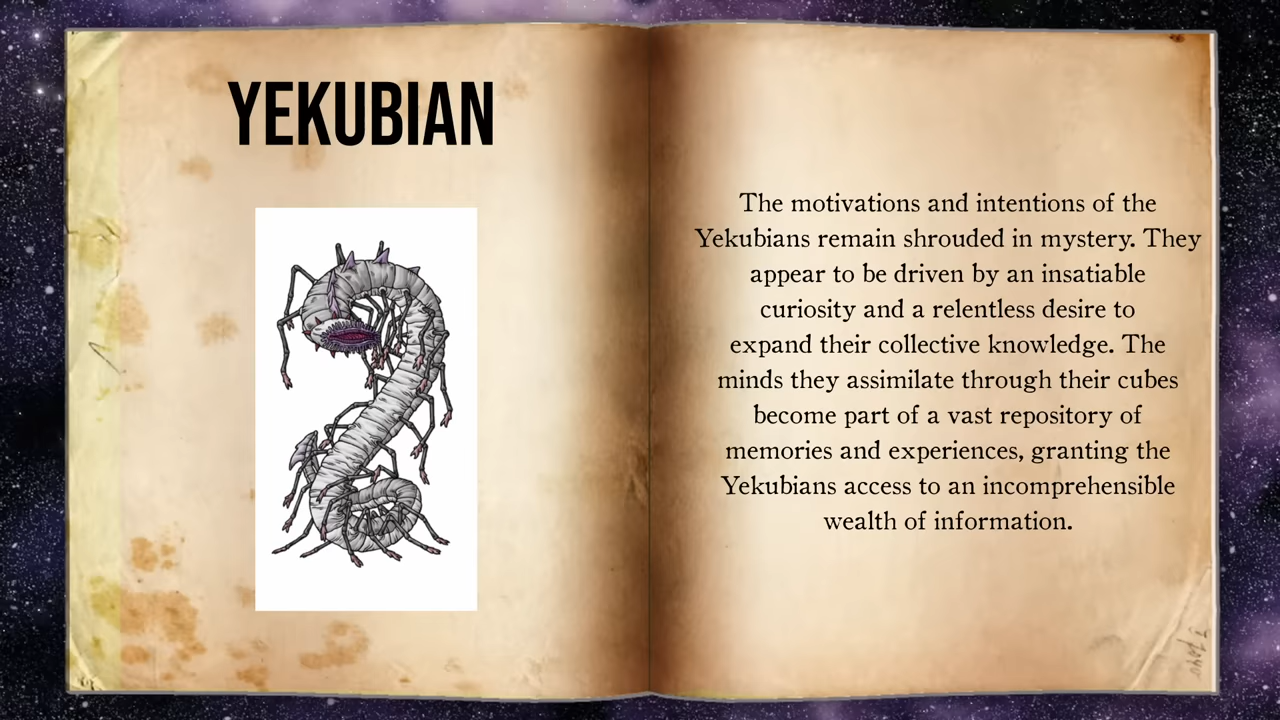 YEKUBIAN
The motivations and intentions of the
Yekubians remain shrouded in mystery. They
appear to be driven by an insatiable
curiosity and a relentless desire to
expand their collective knowledge. The
minds they assimilate through their cubes
become part of a vast repository of
memories and experiences, granting the
Yekubians access to an incomprehensible
wealth of information.